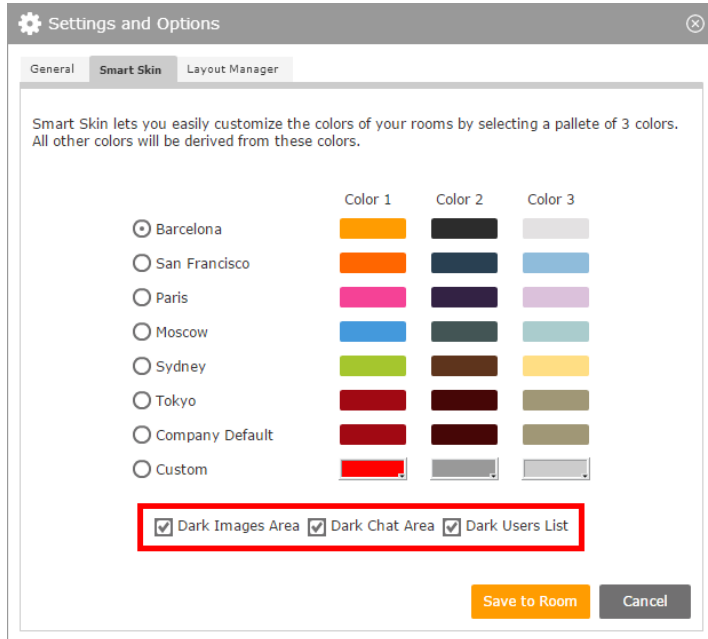 Settings and Options
General Smart Skin Layout Manager
Smart Skin lets you easily customize the colors of your rooms by selecting a pallete of 3 colors.
All other colors will be derived from these colors.
Color 1 Color 2 Color 3
Barcelona
San Francisco
Paris
Moscow
Sydney
Tokyo
Company Default
Custom
Dark Images Area Dark Chat Area Dark Users List
Save to Room Cancel